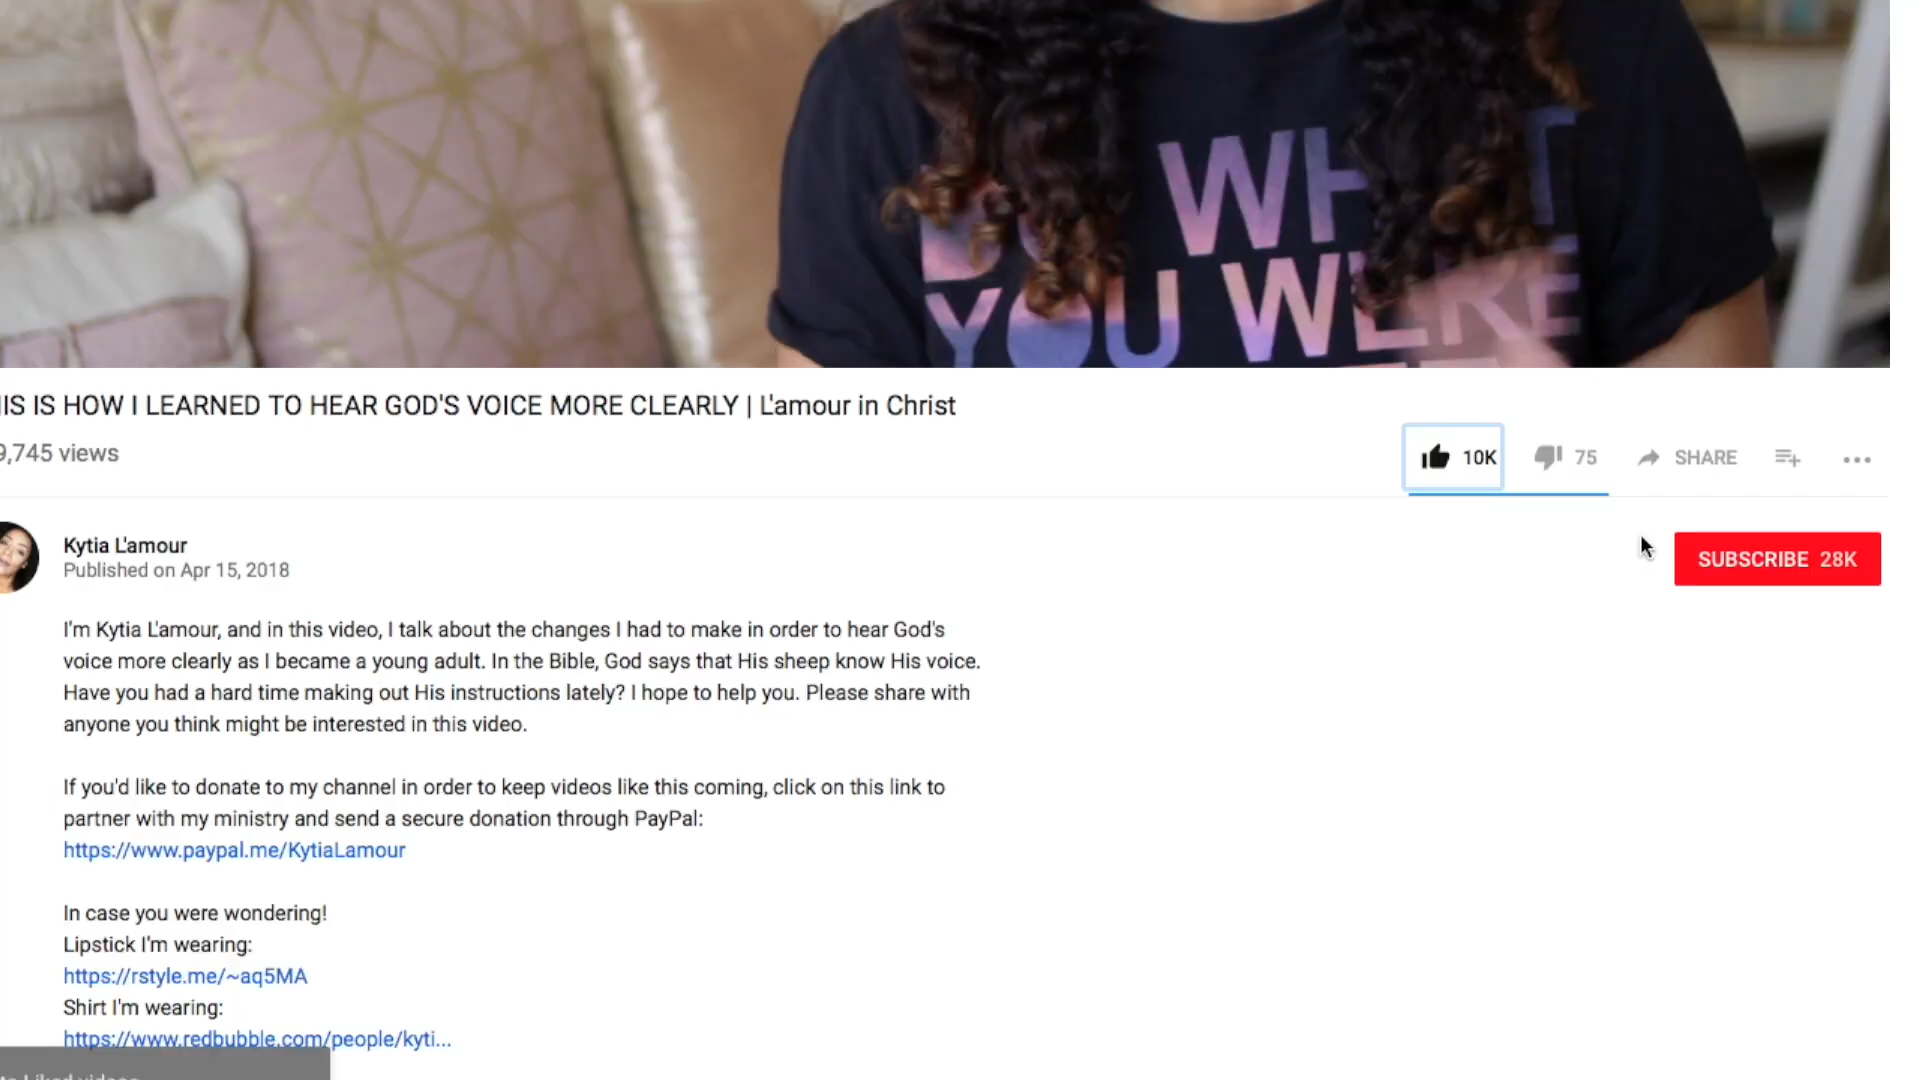 WH T
YOU WERE
IS IS HOW I LEARNED TO HEAR GOD'S VOICE MORE CLEARLY | L'amour in Christ
9,745 views
10K
75
SHARE
Kytia L'amour
Published on Apr 15, 2018
SUBSCRIBE 28K
I'm Kytia L'amour, and in this video, I talk about the changes I had to make in order to hear God's
voice more clearly as I became a young adult. In the Bible, God says that His sheep know His voice.
Have you had a hard time making out His instructions lately? I hope to help you. Please share with
anyone you think might be interested in this video.
If you'd like to donate to my channel in order to keep videos like this coming, click on this link to
partner with my ministry and send a secure donation through PayPal:
https://www.paypal.me/KytiaLamour
In case you were wondering!
Lipstick I'm wearing:
https://rstyle.me/~aq5MA
Shirt I'm wearing:
https://www.redbubble.com/people/kyti...